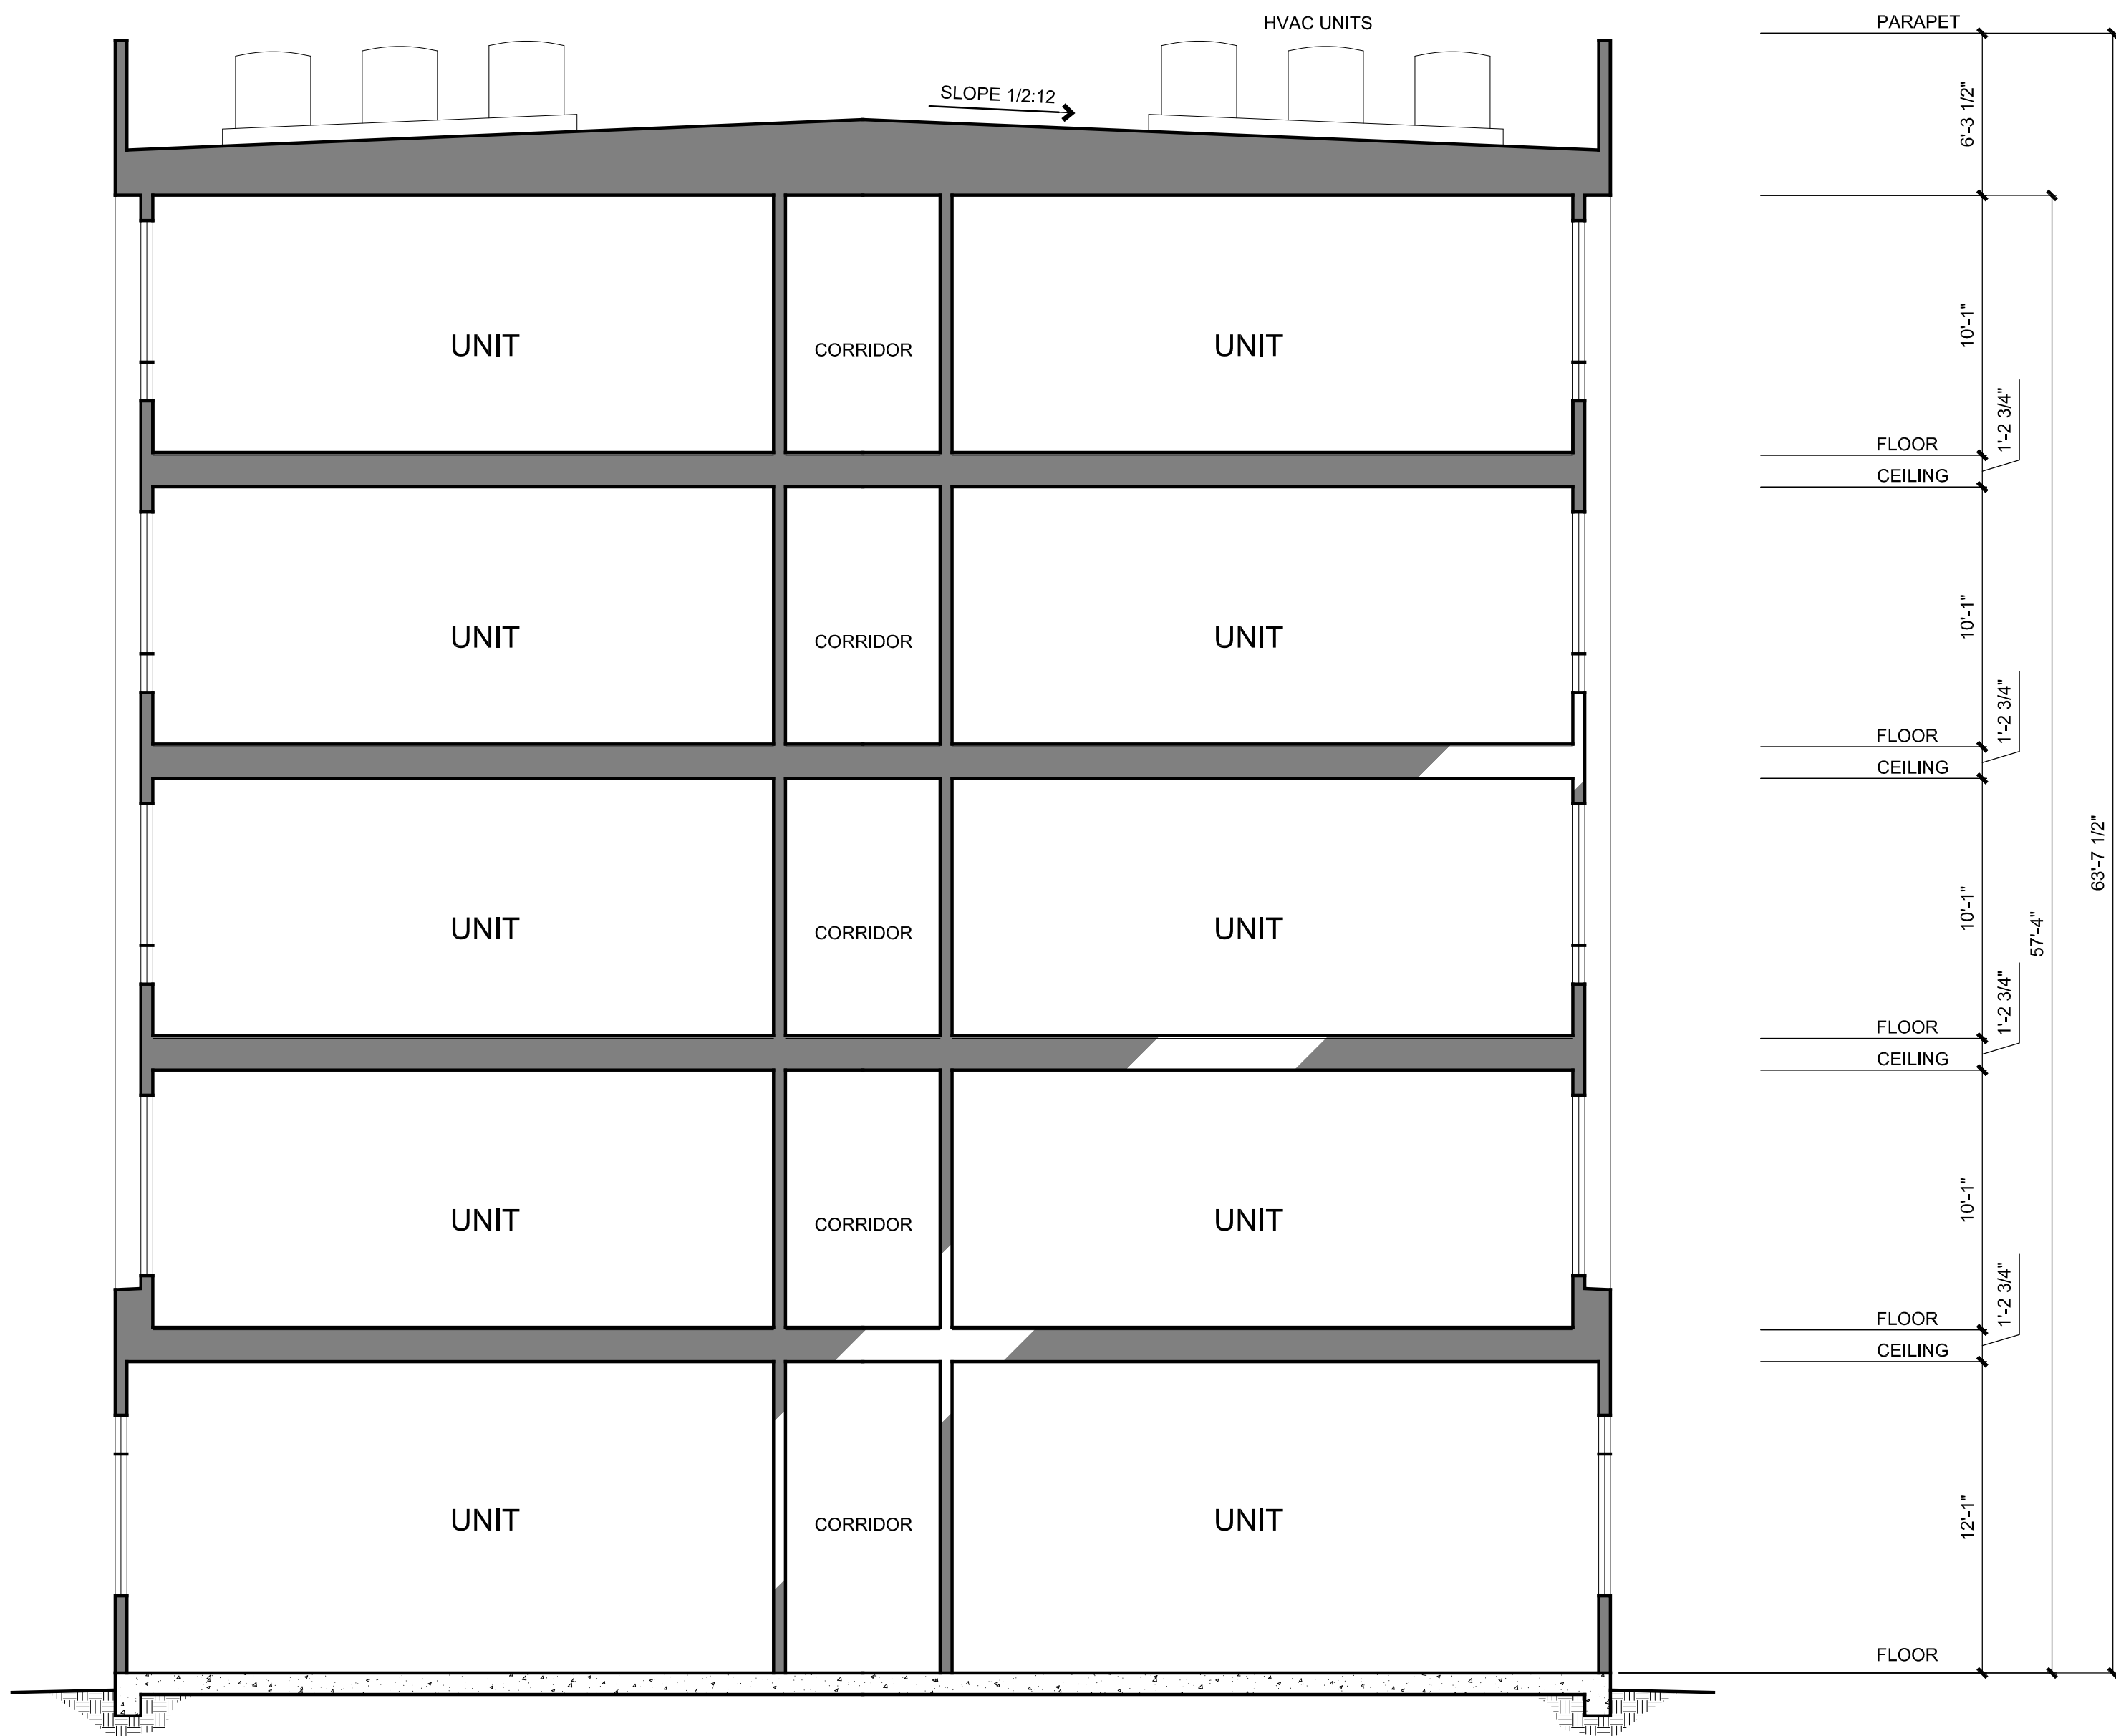 HVAC UNITS
PARAPET
SLOPE 1/2:12
6'-3 1/2"
UNIT
CORRIDOR
UNIT
10'-1"
1'-2 3/4"
FLOOR
CEILING
UNIT
CORRIDOR
UNIT
10'-1"
1'-2 3/4"
FLOOR
CEILING
63'-7 1/2"
UNIT
CORRIDOR
UNIT
10'-1"
57'-4"
1'-2 3/4"
FLOOR
CEILING
UNIT
CORRIDOR
UNIT
10'-1"
1'-2 3/4"
FLOOR
CEILING
UNIT
CORRIDOR
UNIT
12'-1"
FLOOR